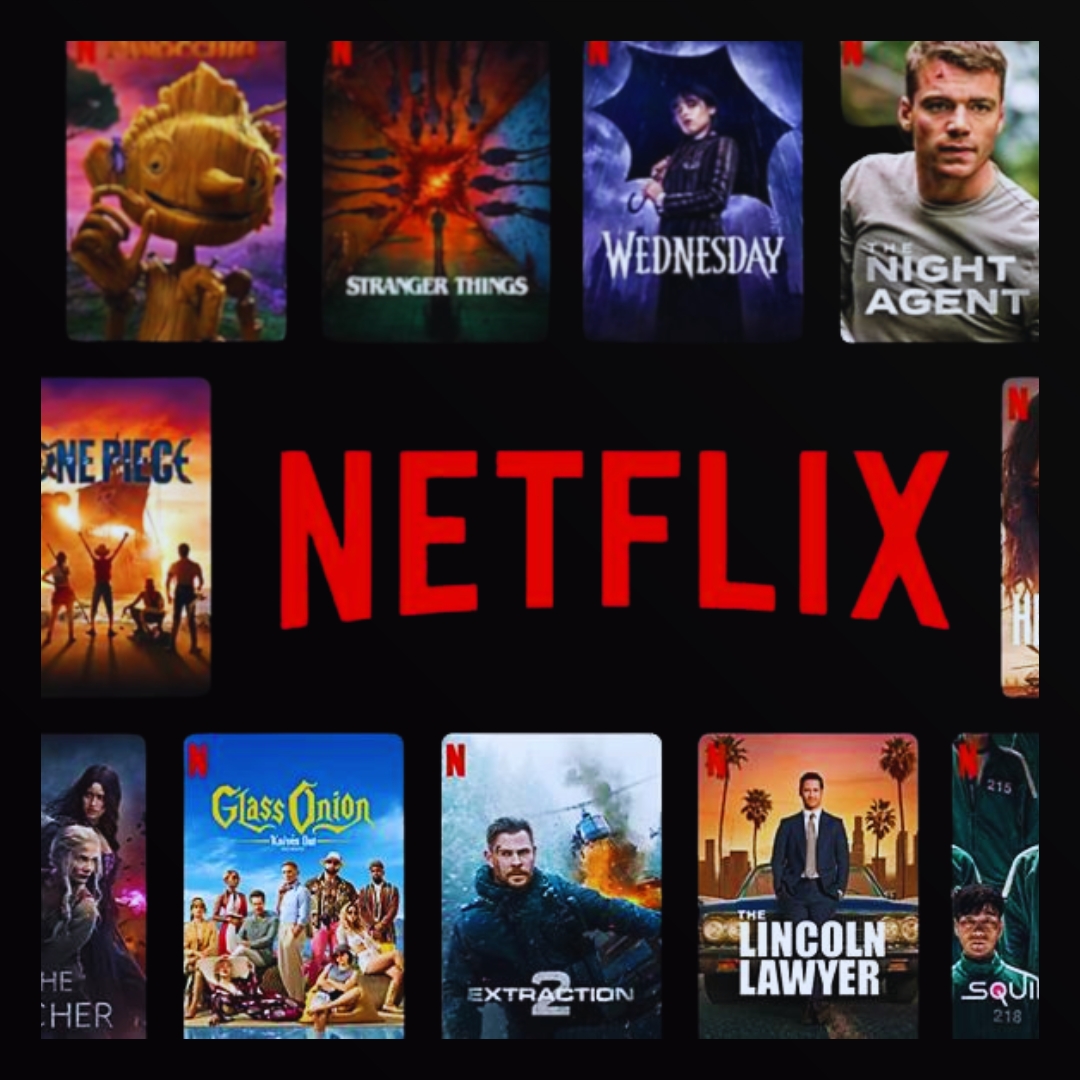 N
PINOCCHIO
N
STRANGER THINGS
N
WEDNESDAY
N
THE
NIGHT
AGENT
ONE PIECE
NETFLIX
N
HE
CHER
N
Glass Onion
Knives Out
N
EXTRACTION
2
N
THE
LINCOLN
LAWYER
N
215
SQUI
218